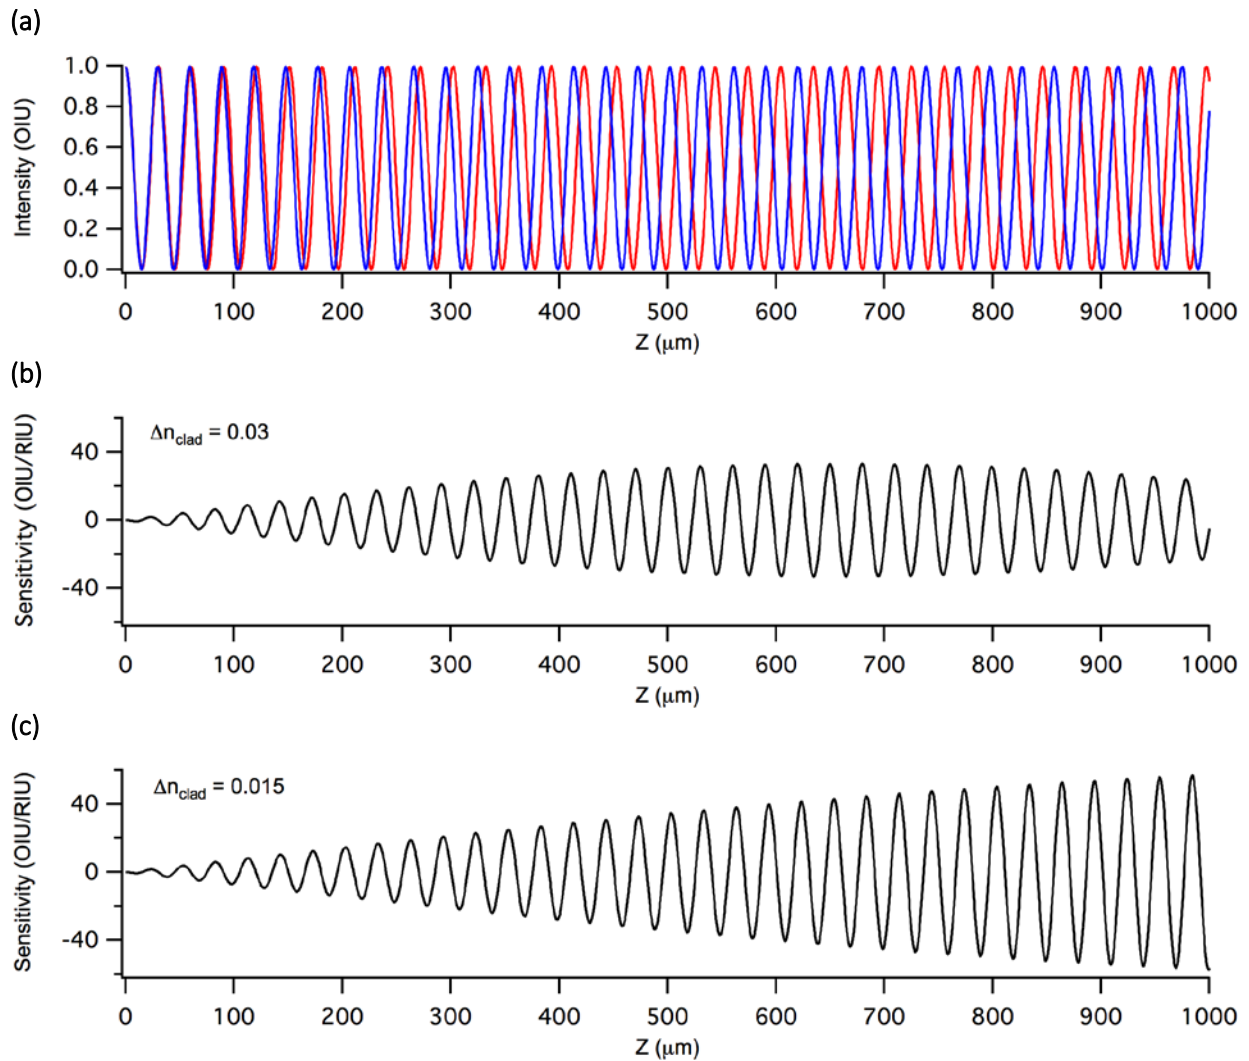 (a)
Intensity (OIU)
1.0
0.8
0.6
0.4
0.2
0.0
0 100 200 300 400 500 600 700 800 900 1000
Z (μm)
(b)
Sensitivity (OIU/RIU)
Δn_clad = 0.03
40
0
-40
0 100 200 300 400 500 600 700 800 900 1000
Z (μm)
(c)
Sensitivity (OIU/RIU)
Δn_clad = 0.015
40
0
-40
0 100 200 300 400 500 600 700 800 900 1000
Z (μm)